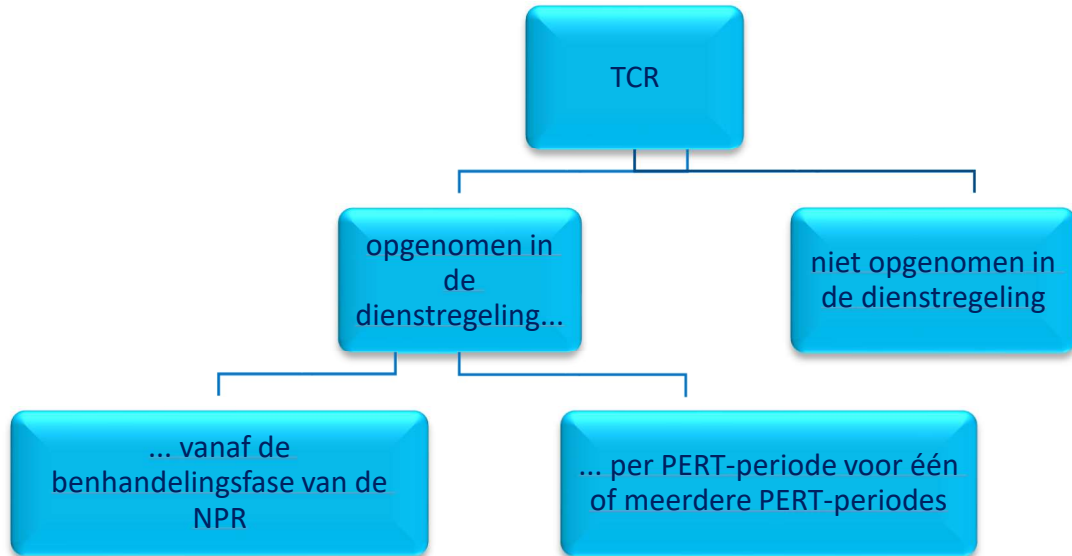 TCR
opgenomen in
de
dienstregeling...
niet opgenomen in
de dienstregeling
... vanaf de
benhandelingsfase van de
NPR
... per PERT-periode voor één
of meerdere PERT-periodes